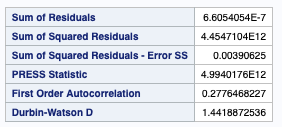 Sum of Residuals 6.6054054E-7
Sum of Squared Residuals 4.4547104E12
Sum of Squared Residuals - Error SS 0.00390625
PRESS Statistic 4.9940176E12
First Order Autocorrelation 0.2776468227
Durbin-Watson D 1.4418872536